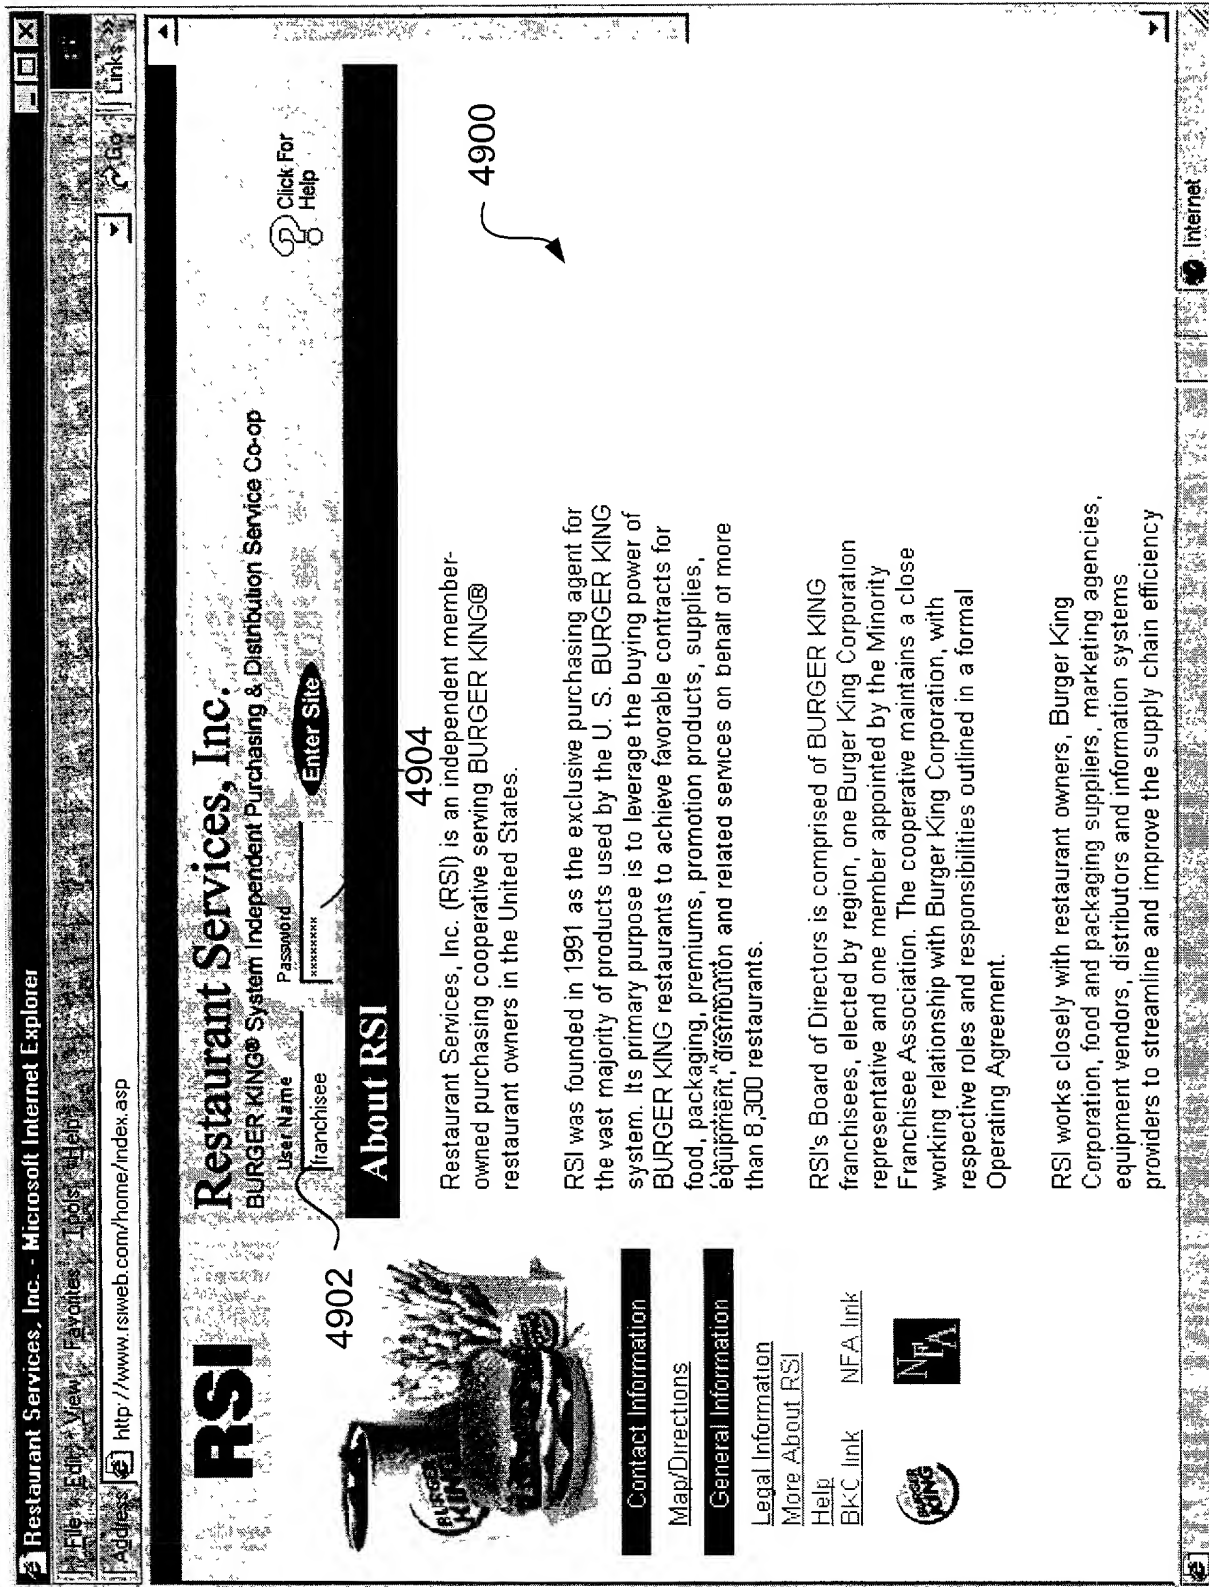 Restaurant Services, Inc. - Microsoft Internet Explorer
File Edit View Favorites Tools Help
Address http://www.rsiweb.com/home/index.asp Go Links »
RSI
Restaurant Services, Inc.
BURGER KING® System Independent Purchasing & Distribution Service Co-op
User Name Password
franchisee ******** Enter Site
Click For
Help
4902
4904
4900
About RSI
BURGER
KING
Contact Information
Map/Directions
General Information
Legal Information
More About RSI
Help
BKC link NFA link
BURGER
KING
NFA
Restaurant Services, Inc. (RSI) is an independent member-
owned purchasing cooperative serving BURGER KING®
restaurant owners in the United States.
RSI was founded in 1991 as the exclusive purchasing agent for
the vast majority of products used by the U. S. BURGER KING
system. Its primary purpose is to leverage the buying power of
BURGER KING restaurants to achieve favorable contracts for
food, packaging, premiums, promotion products, supplies,
equipment, distribution and related services on behalf of more
than 8,300 restaurants.
RSI's Board of Directors is comprised of BURGER KING
franchisees, elected by region, one Burger King Corporation
representative and one member appointed by the Minority
Franchisee Association. The cooperative maintains a close
working relationship with Burger King Corporation, with
respective roles and responsibilities outlined in a formal
Operating Agreement.
RSI works closely with restaurant owners, Burger King
Corporation, food and packaging suppliers, marketing agencies,
equipment vendors, distributors and information systems
providers to streamline and improve the supply chain efficiency
Internet